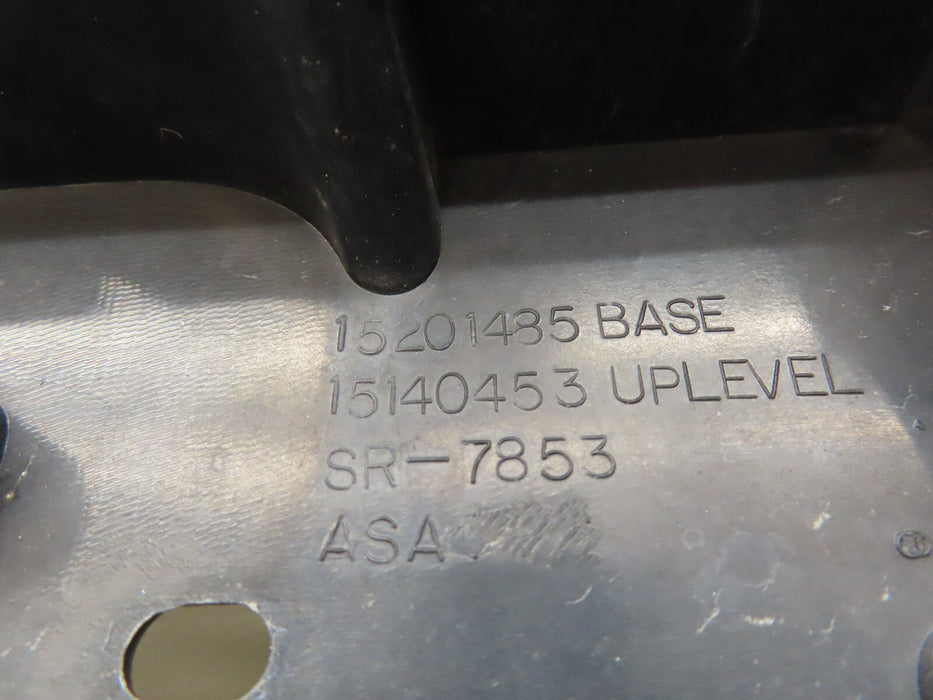 15201485 BASE
15140453 UPLEVEL
SR-7853
ASA